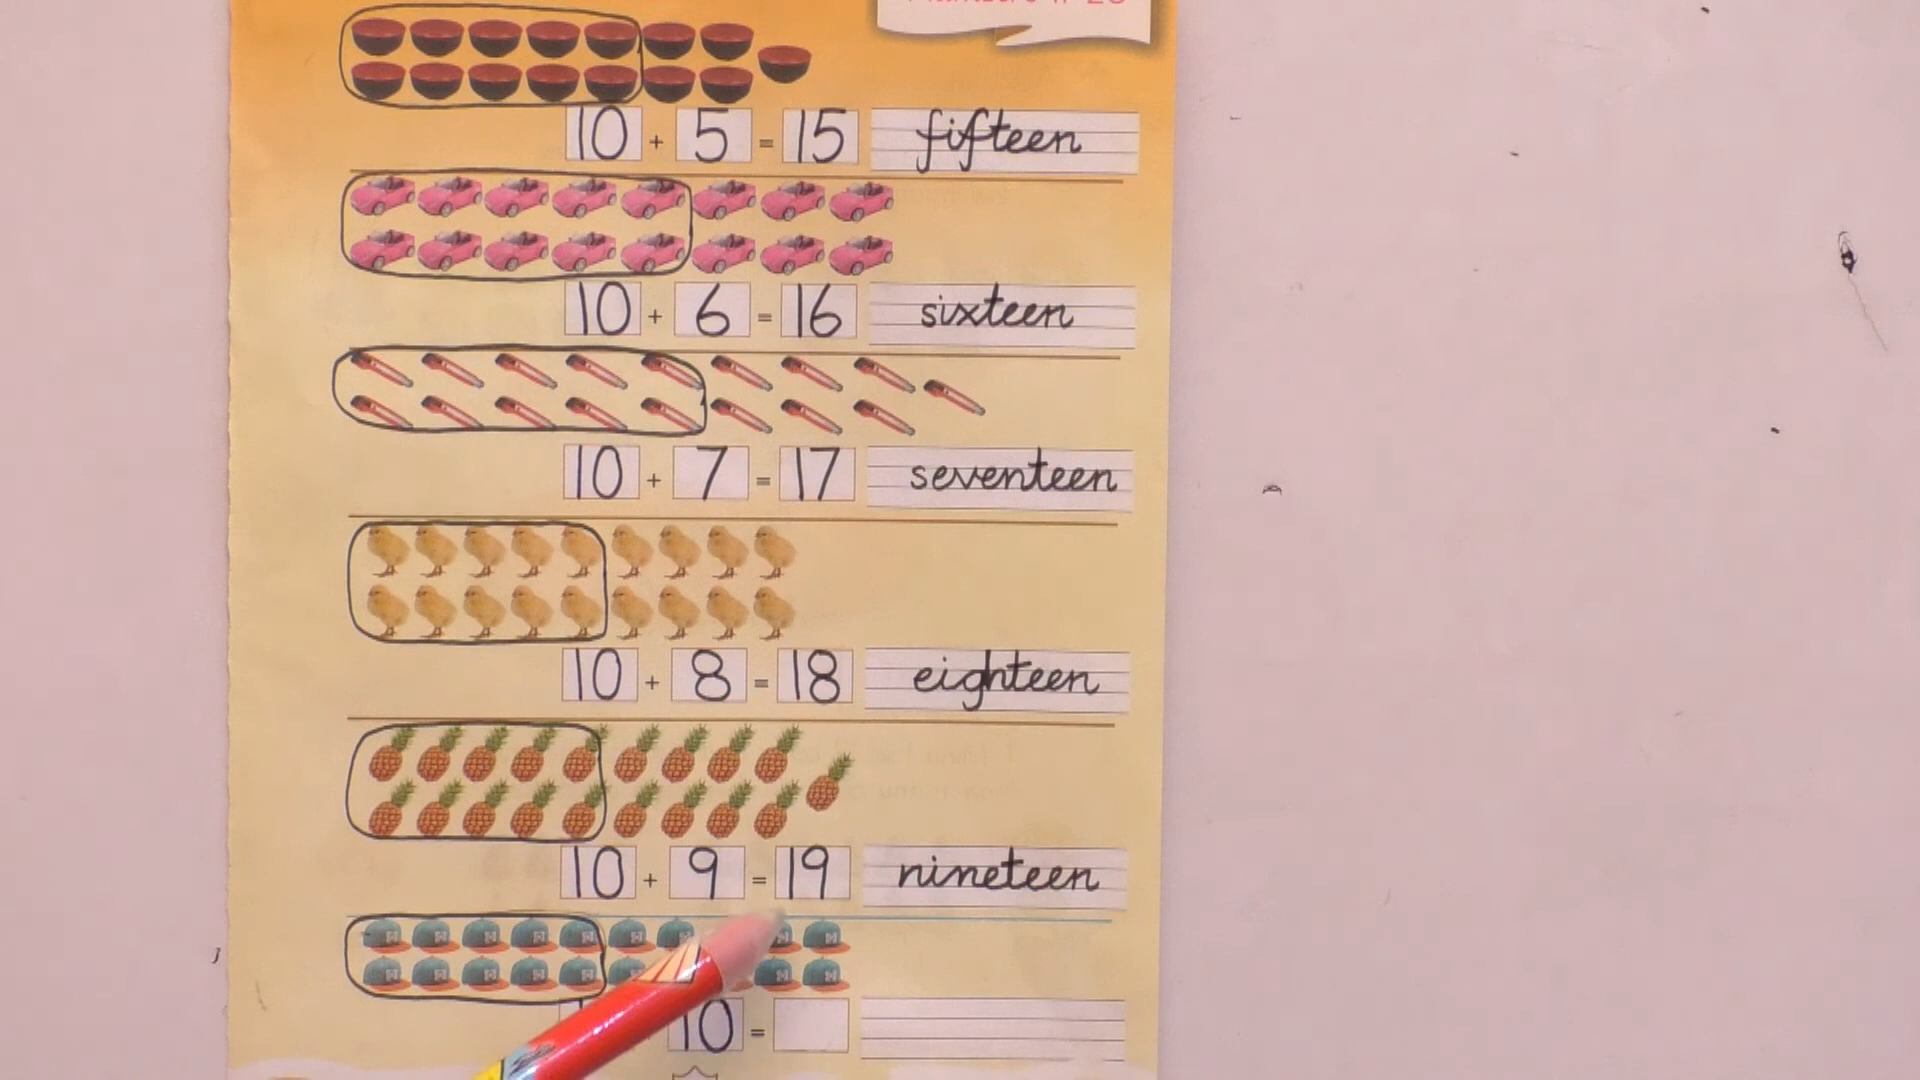 10 + 5 = 15 fifteen
10 + 6 = 16 sixteen
10 + 7 = 17 seventeen
10 + 8 = 18 eighteen
10 + 9 = 19 nineteen
10 =